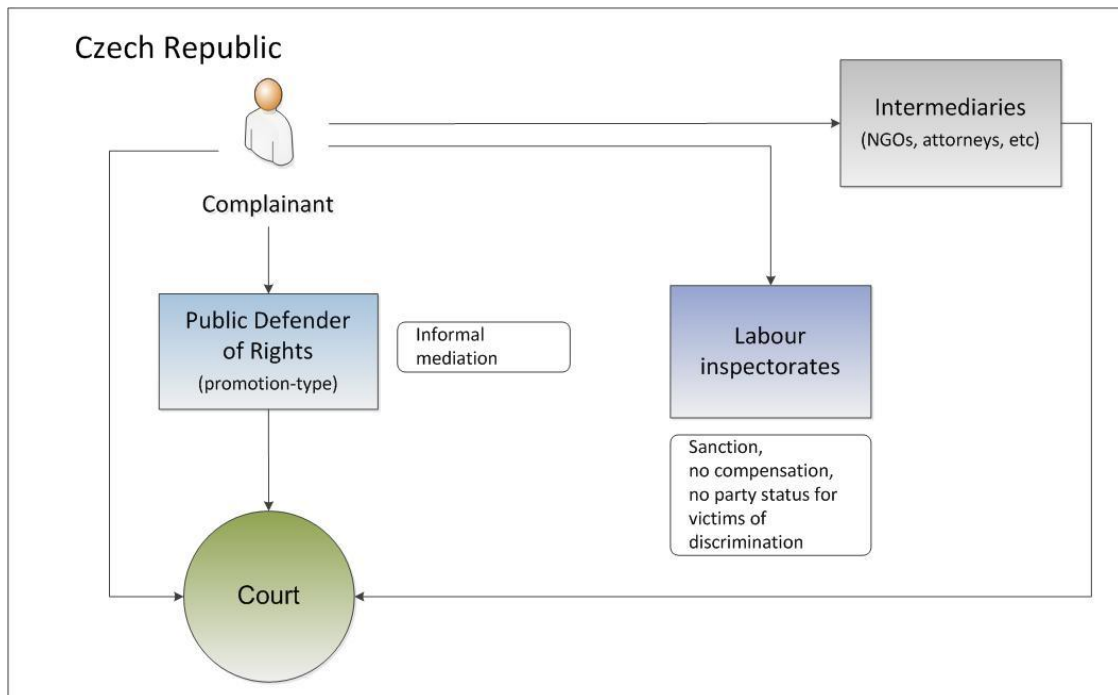 Czech Republic
Intermediaries
(NGOs, attorneys, etc)
Complainant
Public Defender
of Rights
(promotion-type)
Informal
mediation
Labour
inspectorates
Sanction,
no compensation,
no party status for
victims of
discrimination
Court